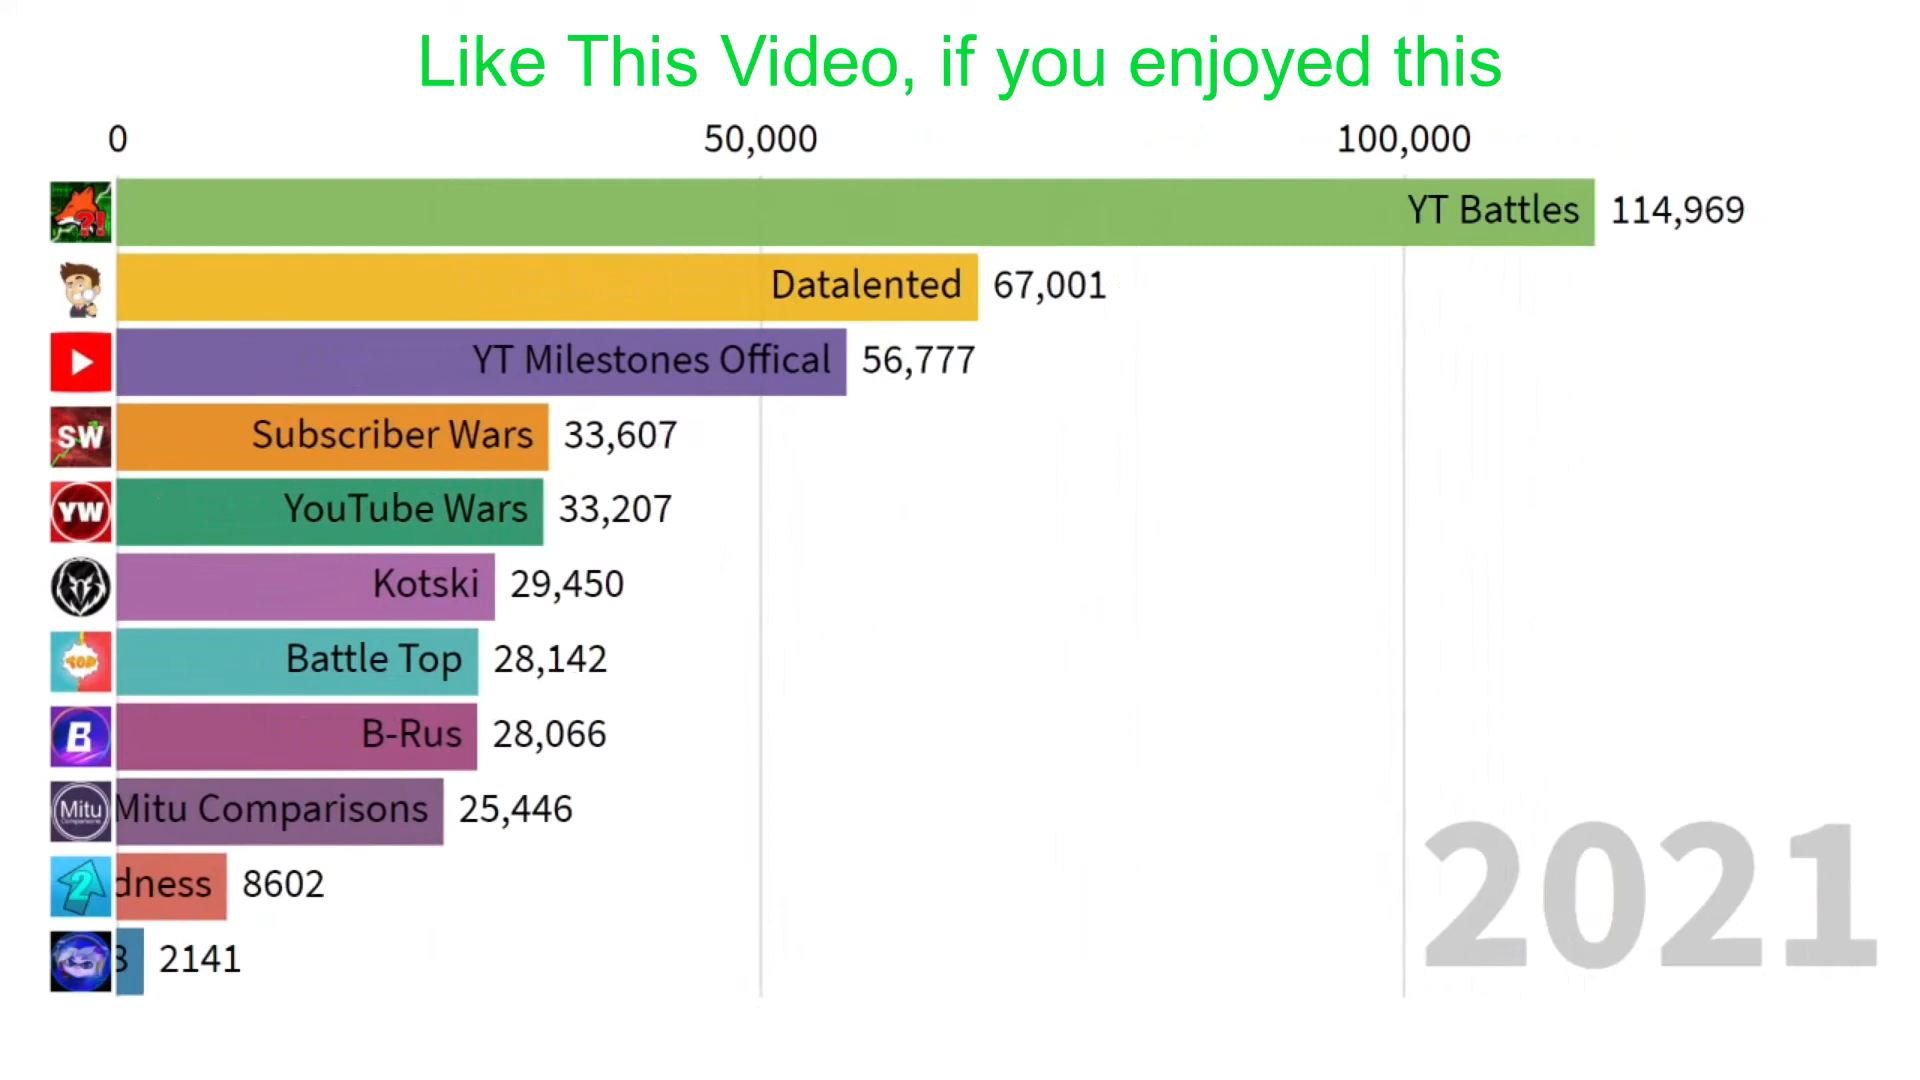 Like This Video, if you enjoyed this
0 50,000 100,000
YT Battles 114,969
Datalented 67,001
YT Milestones Offical 56,777
SW Subscriber Wars 33,607
YW YouTube Wars 33,207
Kotski 29,450
TOP Battle Top 28,142
B B-Rus 28,066
Mitu Mitu Comparisons 25,446
2 dness 8602
2141
2021